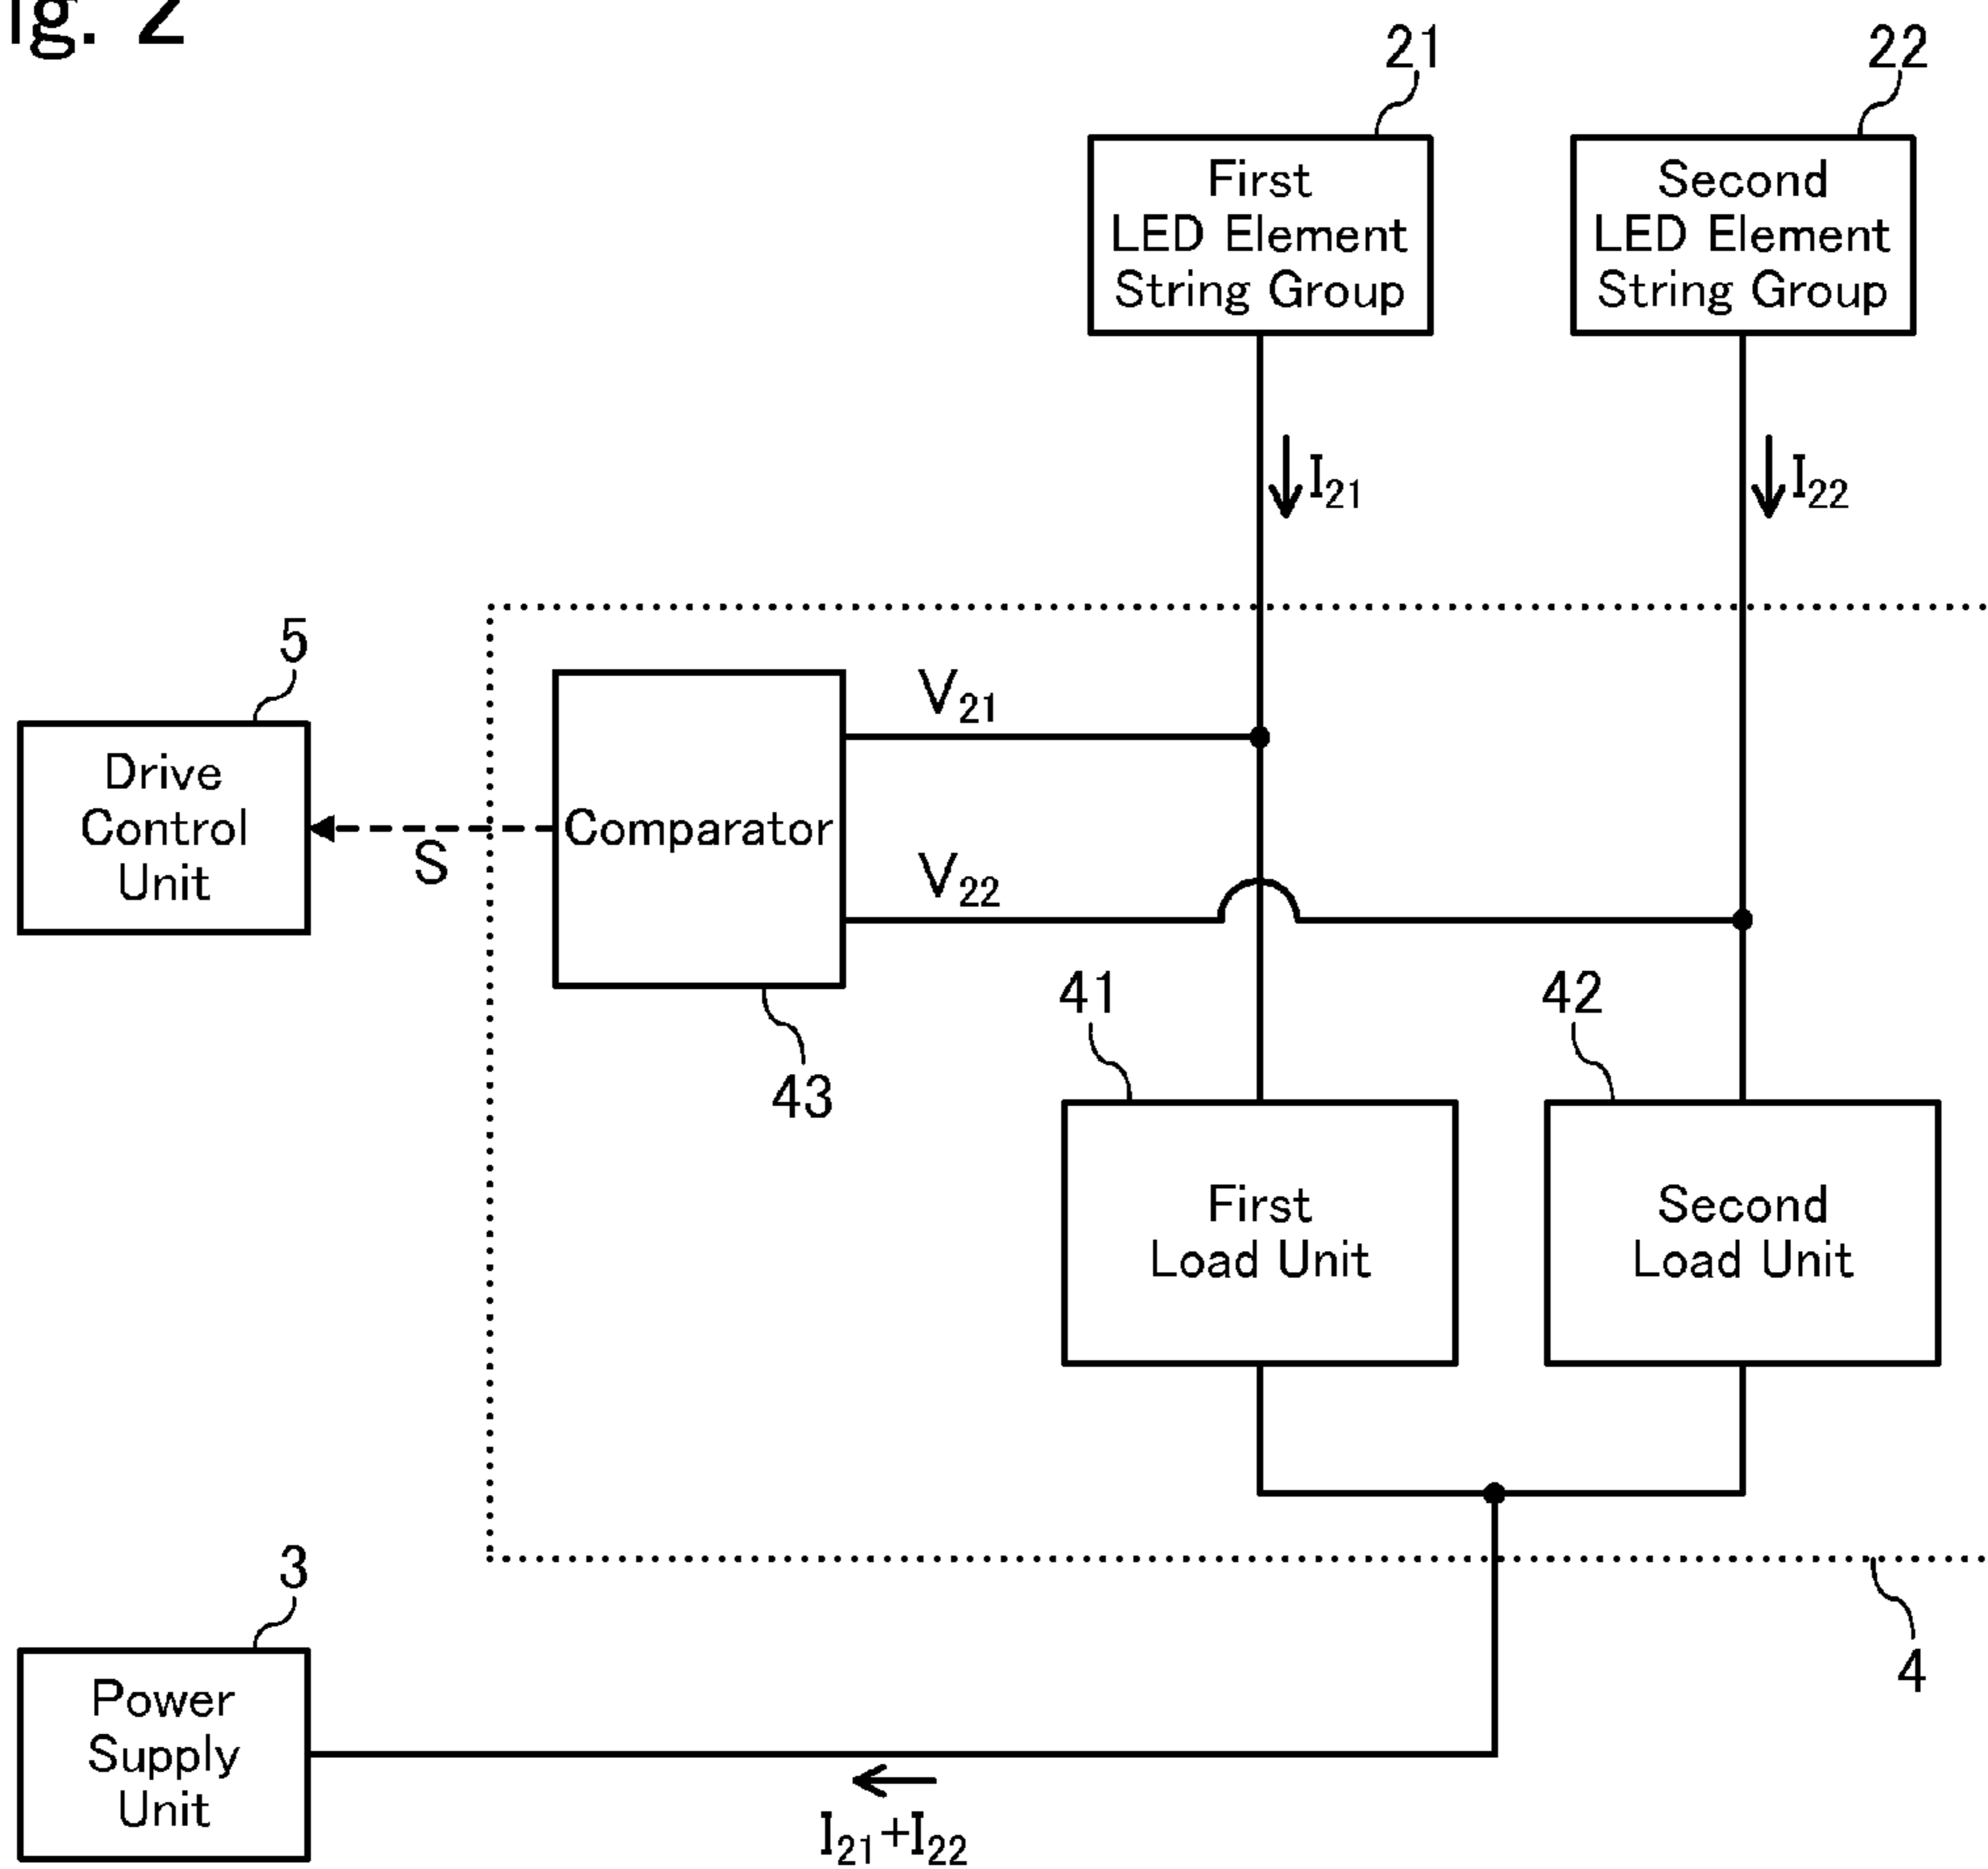 ig. 2
21
22
First
LED Element
String Group
Second
LED Element
String Group
I21
I22
5
Drive
Control
Unit
S
Comparator
V21
V22
43
41
42
First
Load Unit
Second
Load Unit
3
Power
Supply
Unit
4
I21+I22